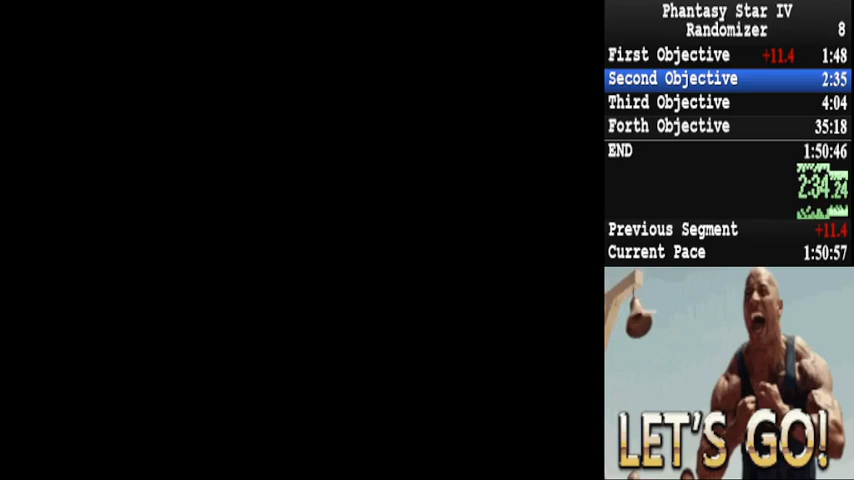 Phantasy Star IV
Randomizer 8
First Objective +11.4 1:48
Second Objective 2:35
Third Objective 4:04
Forth Objective 35:18
END 1:50:46
2:34.24
Previous Segment +11.4
Current Pace 1:50:57
LET'S GO!